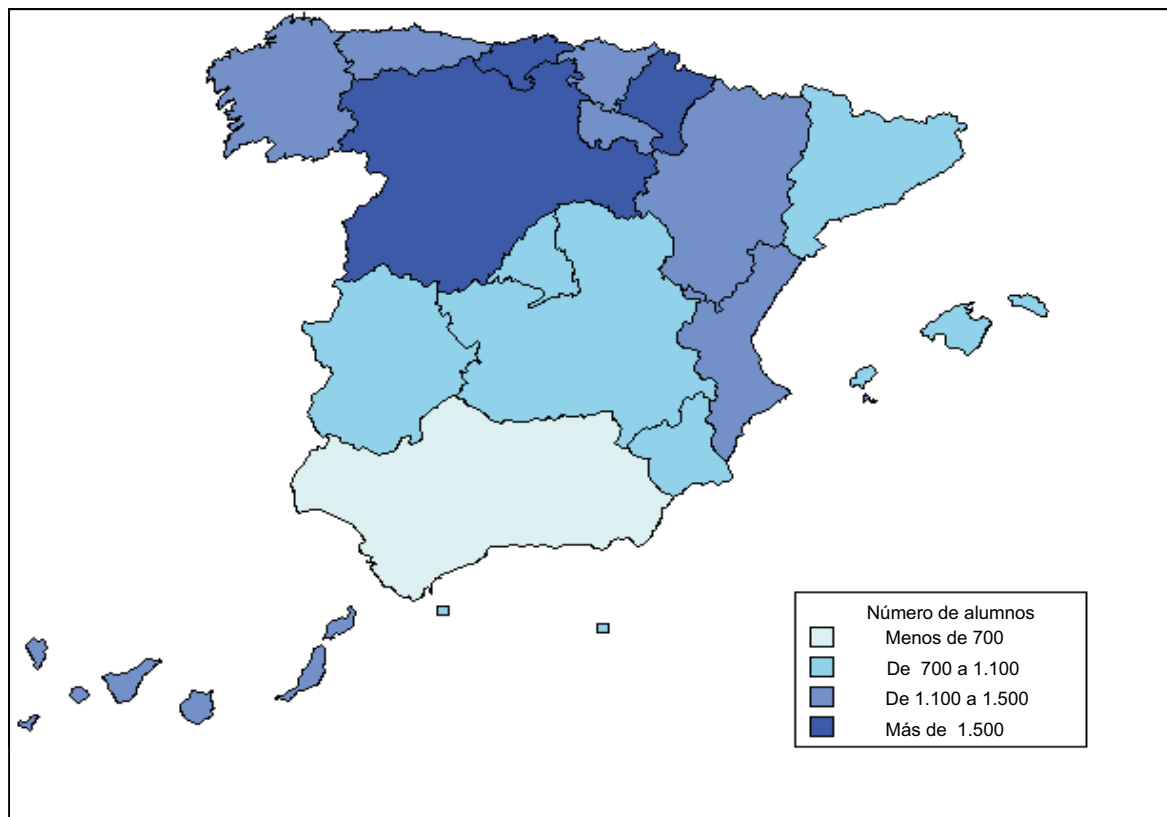 Número de alumnos
Menos de 700
De 700 a 1.100
De 1.100 a 1.500
Más de 1.500